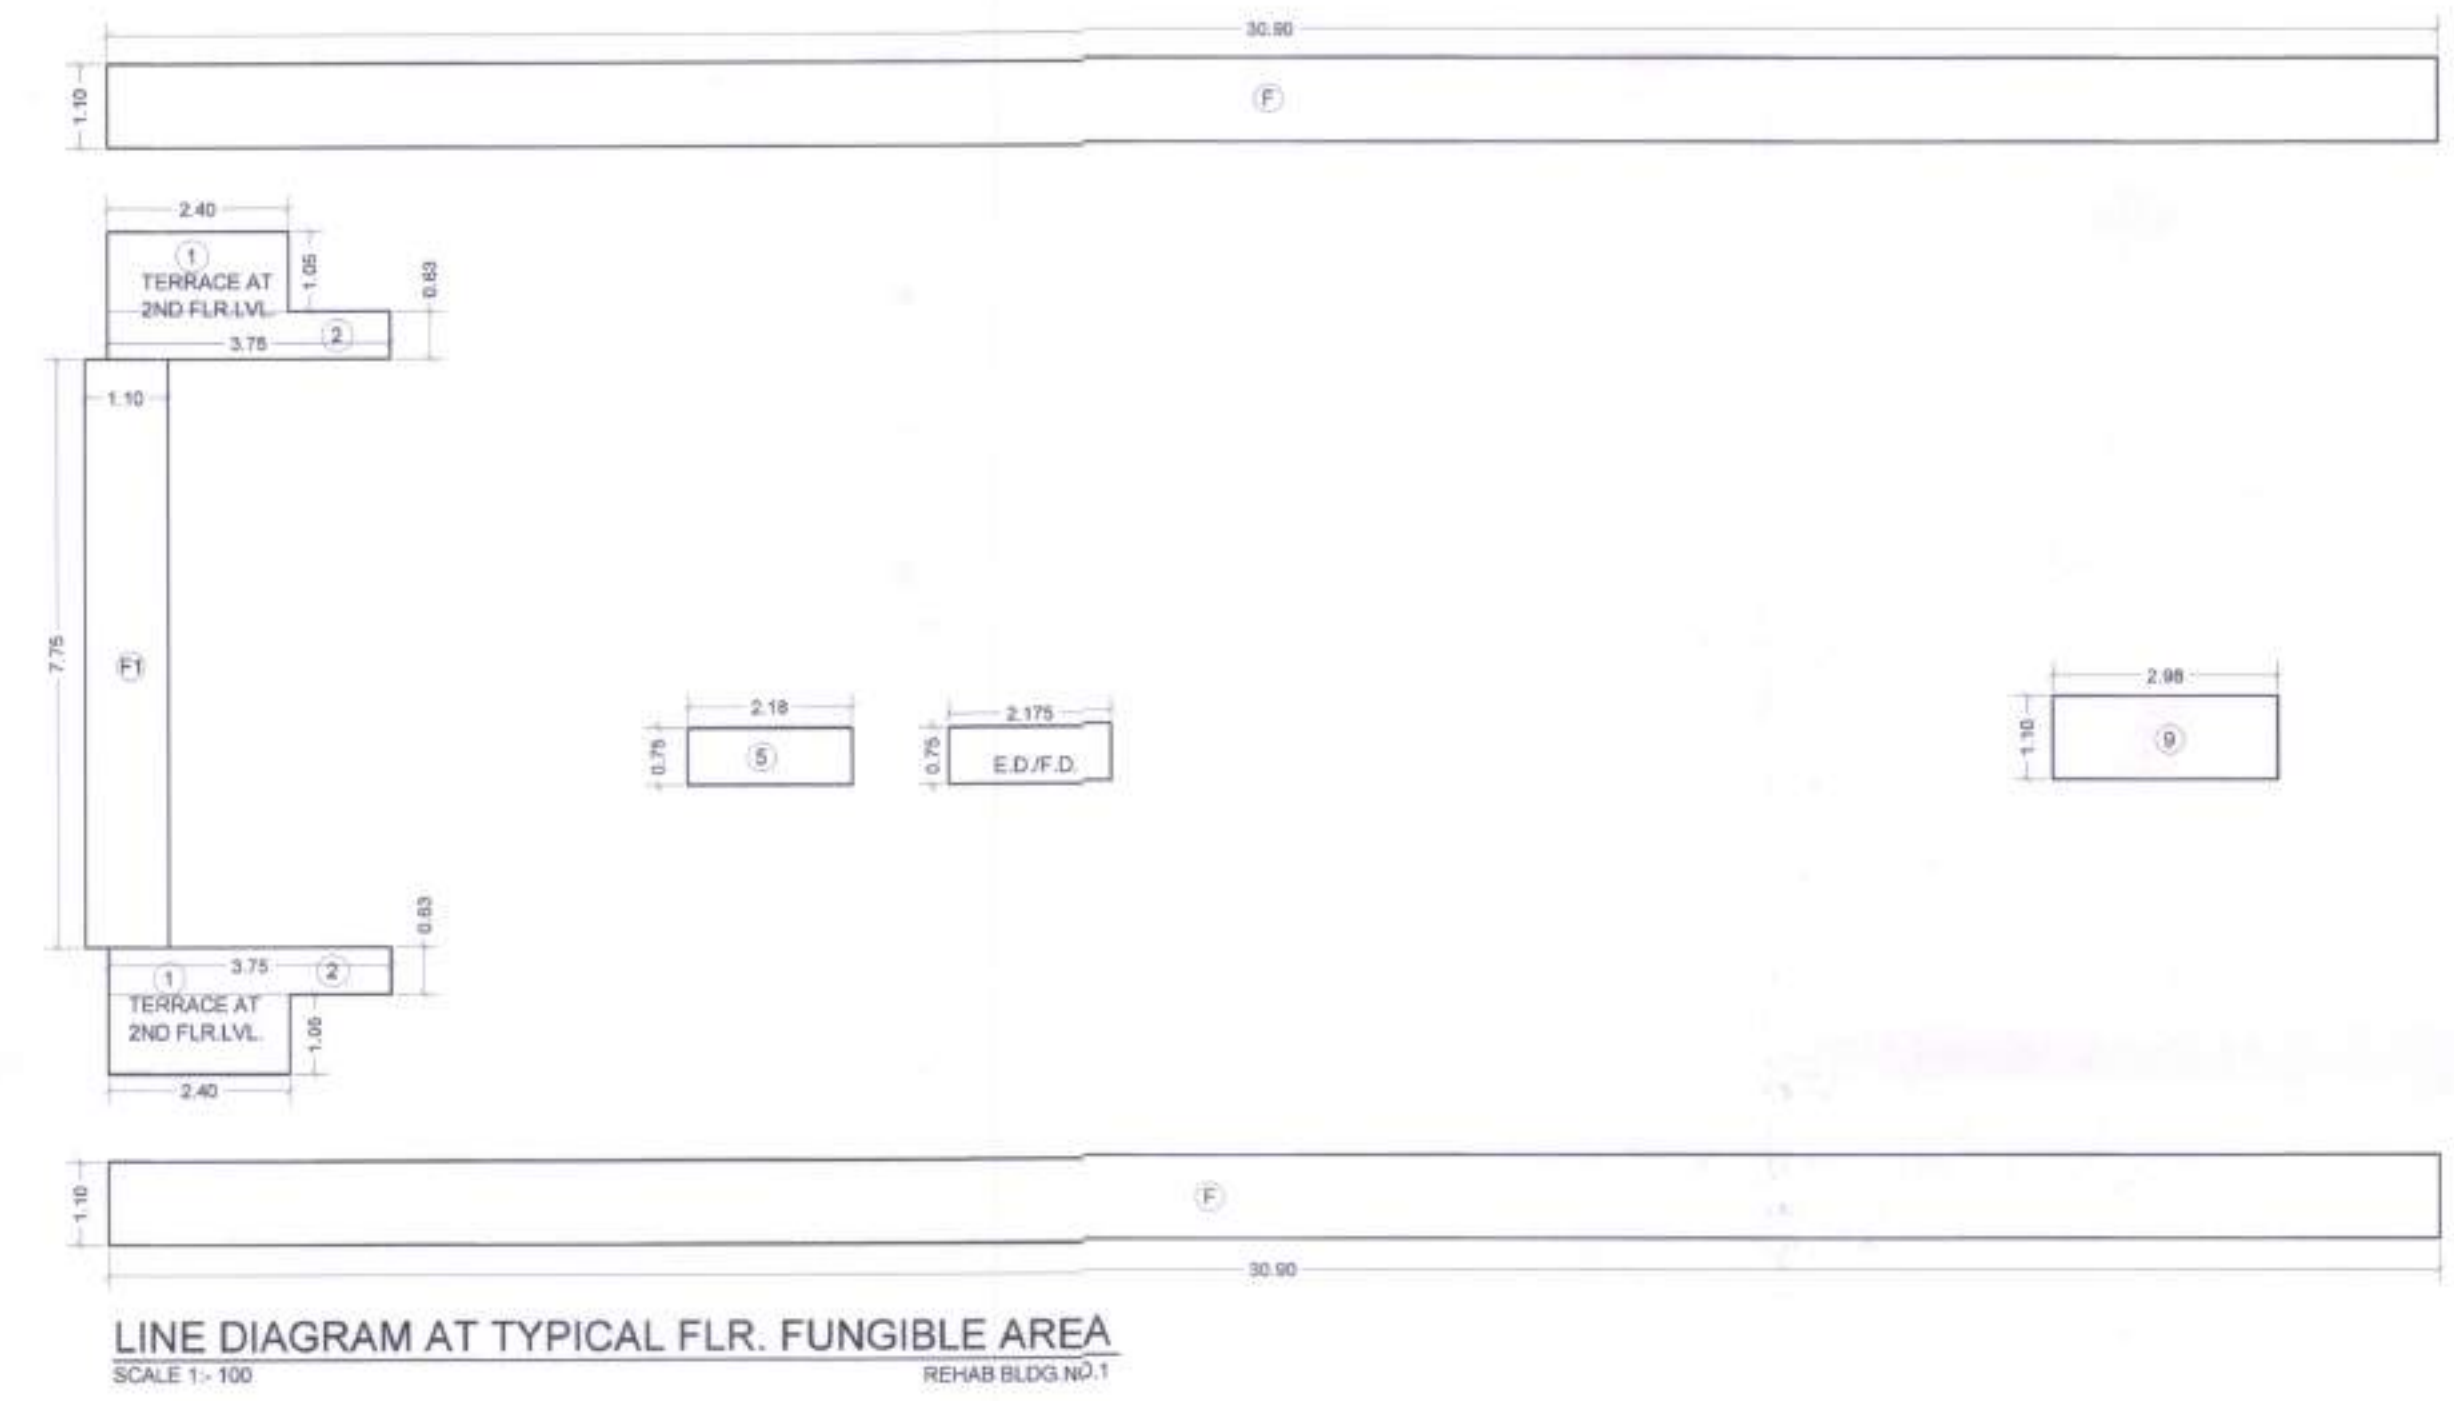 30.90
1.10
F
2.40
1
TERRACE AT
2ND FLR.LVL.
1.05
0.63
3.75
2
1.10
7.75
F1
2.18
0.75
5
2.175
0.75
E.D./F.D.
2.98
1.10
9
0.63
3.75
1
2
TERRACE AT
2ND FLR.LVL.
1.05
2.40
1.10
F
30.90
LINE DIAGRAM AT TYPICAL FLR. FUNGIBLE AREA
SCALE 1:- 100
REHAB BLDG.NO.1